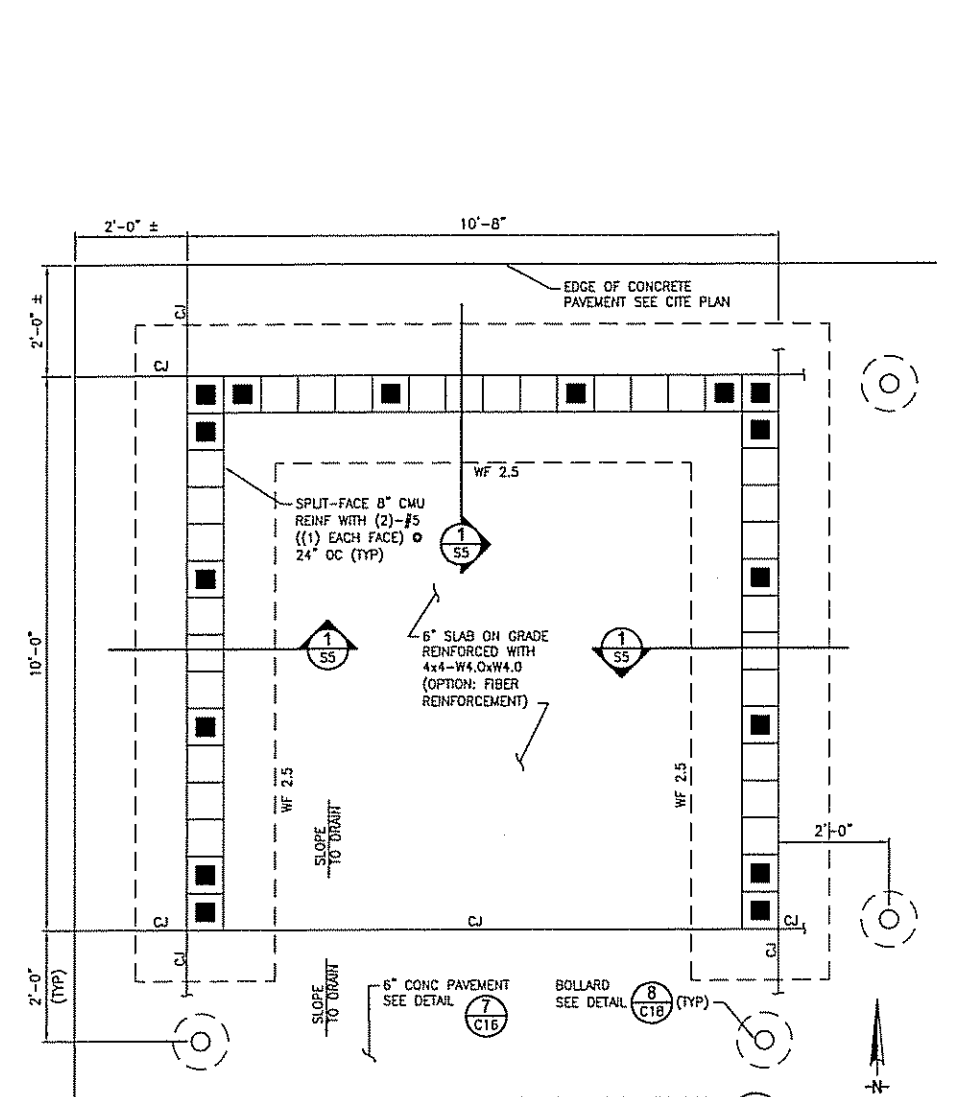 2'-0" ±
10'-8"
EDGE OF CONCRETE
PAVEMENT SEE CITE PLAN
2'-0" ±
CJ
CJ
WF 2.5
SPLIT-FACE 8" CMU
REINF WITH (2)-#5
((1) EACH FACE) @
24" OC (TYP)
1
S5
10'-0"
1
S5
6" SLAB ON GRADE
REINFORCED WITH
4x4-W4.0xW4.0
(OPTION: FIBER
REINFORCEMENT)
1
S5
WF 2.5
WF 2.5
SLOPE
TO DRAIN
2'-0"
CJ
CJ
CJ
CJ
CJ
2'-0"
(TYP)
SLOPE
TO DRAIN
6" CONC PAVEMENT
SEE DETAIL
7
C16
BOLLARD
SEE DETAIL
8
C18
(TYP)
N